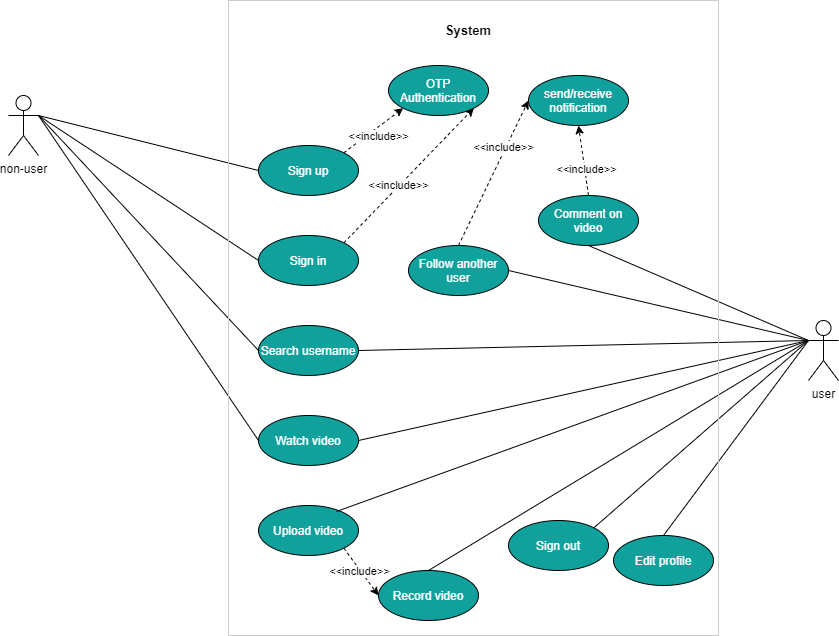 System
OTP
Authentication
send/receive
notification
<<include>>
<<include>>
<<include>>
<<include>>
non-user
Sign up
Comment on
video
Sign in
Follow another
user
Search username
user
Watch video
Upload video
Sign out
Edit profile
<<include>>
Record video